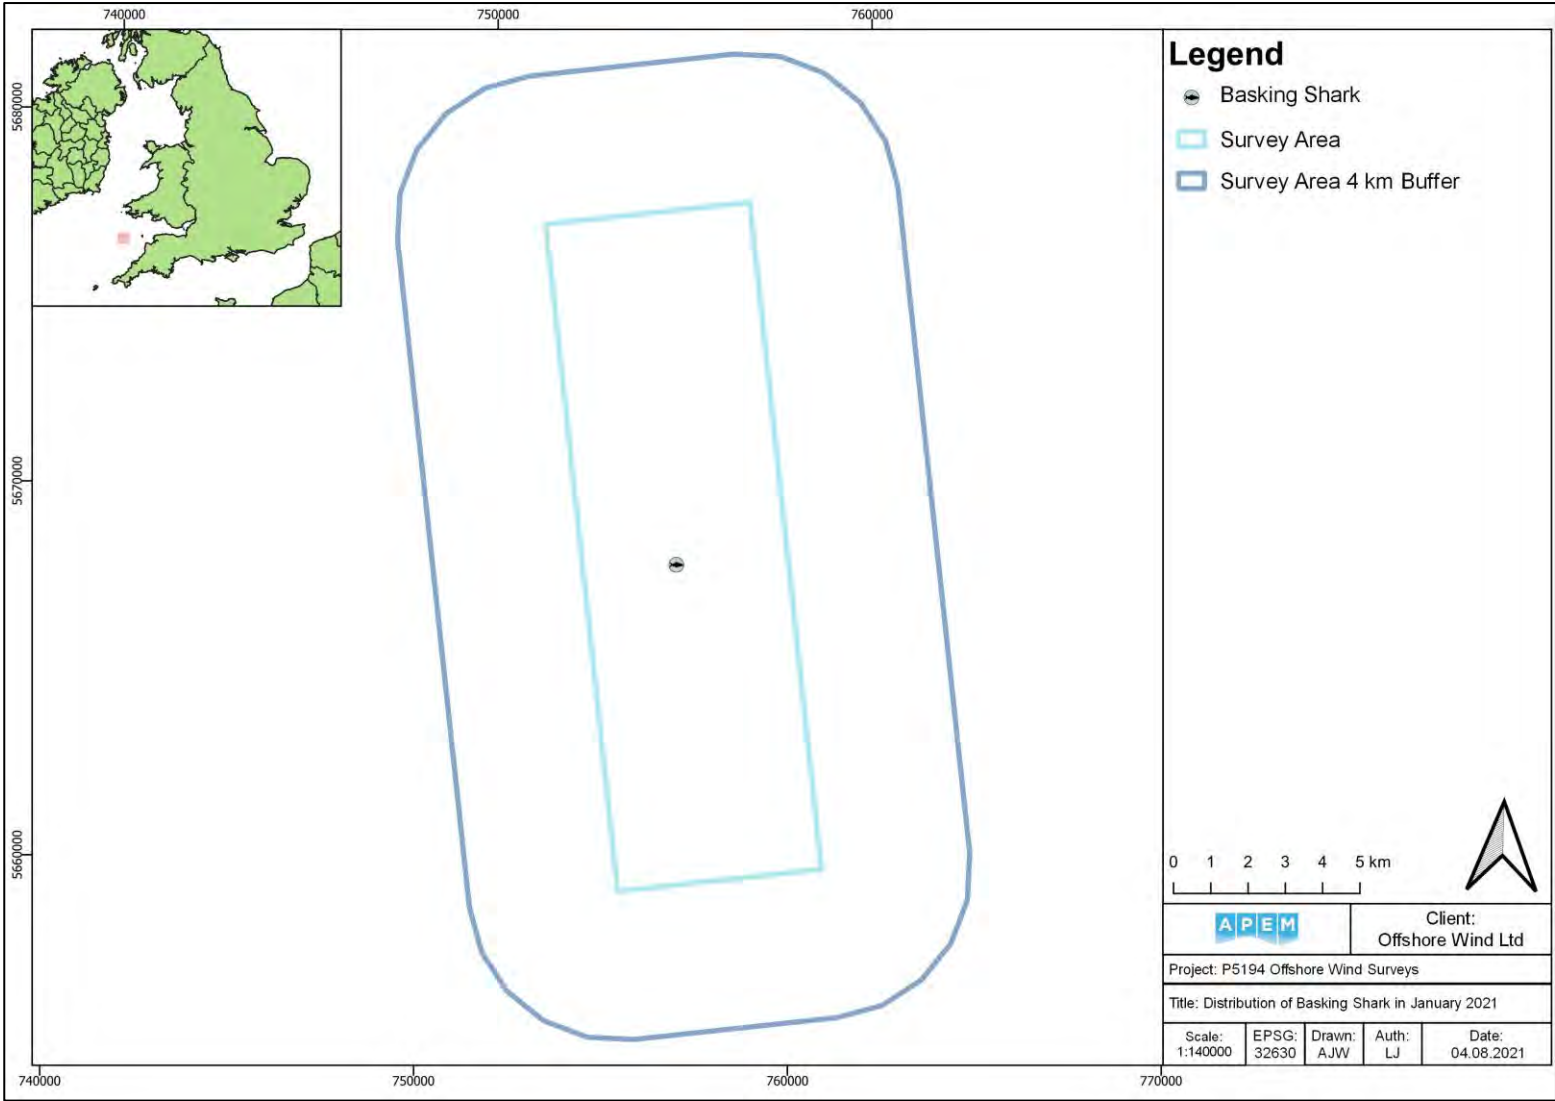 740000
750000
760000
5680000
5670000
5660000
740000
750000
760000
770000
Legend
Basking Shark
Survey Area
Survey Area 4 km Buffer
0 1 2 3 4 5 km
APEM
Client:
Offshore Wind Ltd
Project: P5194 Offshore Wind Surveys
Title: Distribution of Basking Shark in January 2021
Scale:
1:140000
EPSG:
32630
Drawn:
AJW
Auth:
LJ
Date:
04.08.2021